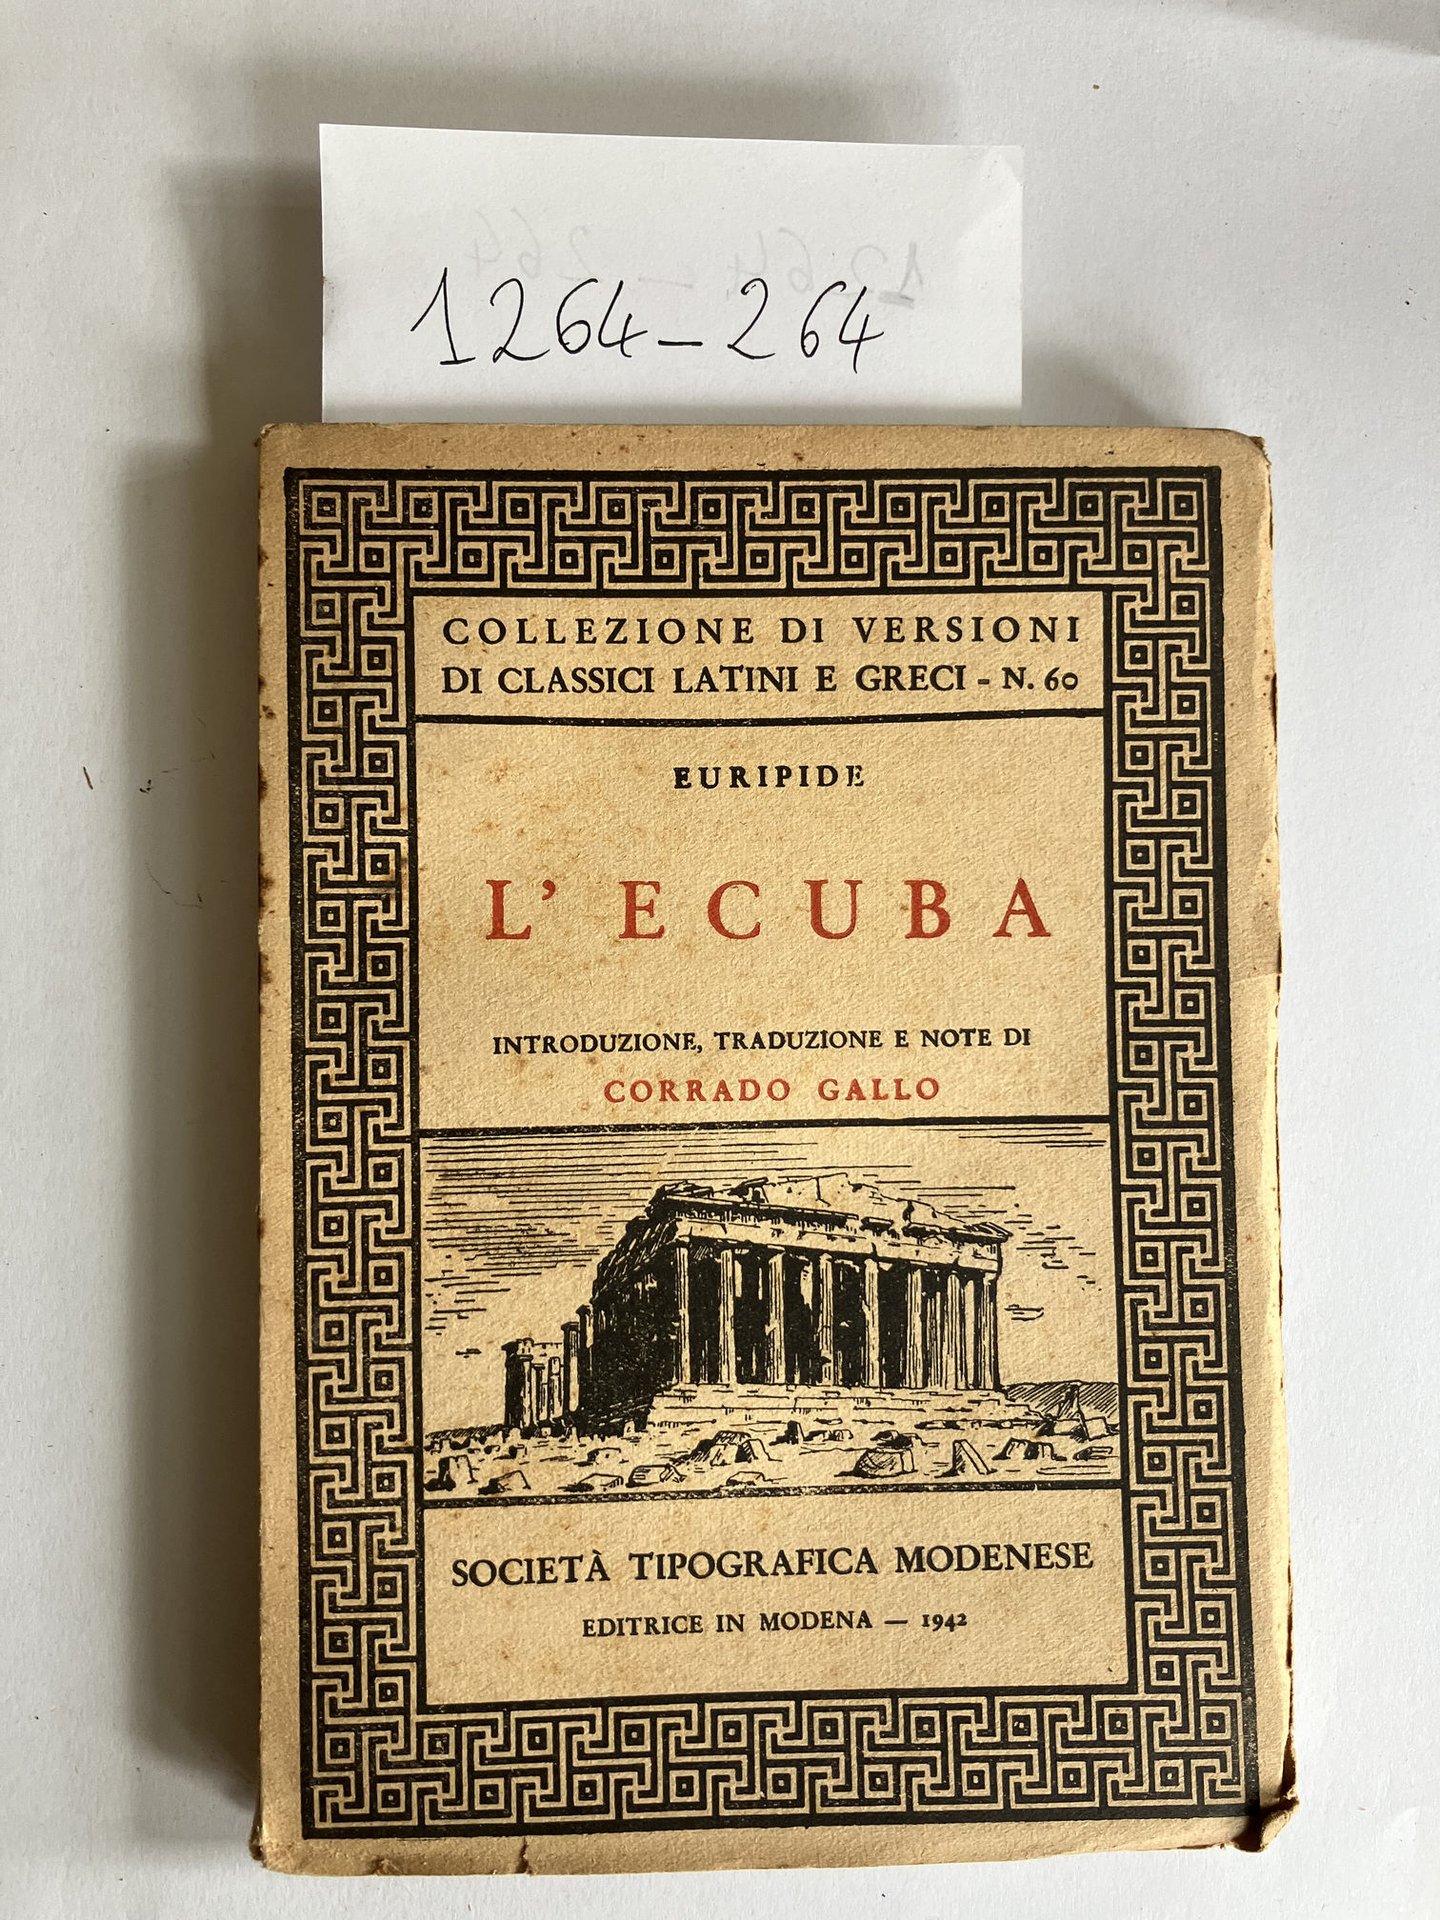 1264-264
COLLEZIONE DI VERSIONI
DI CLASSICI LATINI E GRECI - N. 60
EURIPIDE
L'ECUBA
INTRODUZIONE, TRADUZIONE E NOTE DI
CORRADO GALLO
SOCIETÀ TIPOGRAFICA MODENESE
EDITRICE IN MODENA — 1942